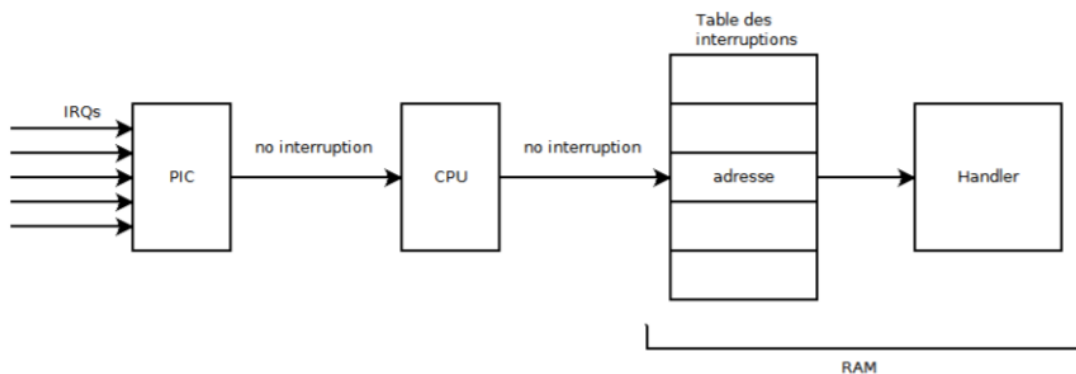 Table des
interruptions
IRQs
no interruption
no interruption
PIC
CPU
adresse
Handler
RAM